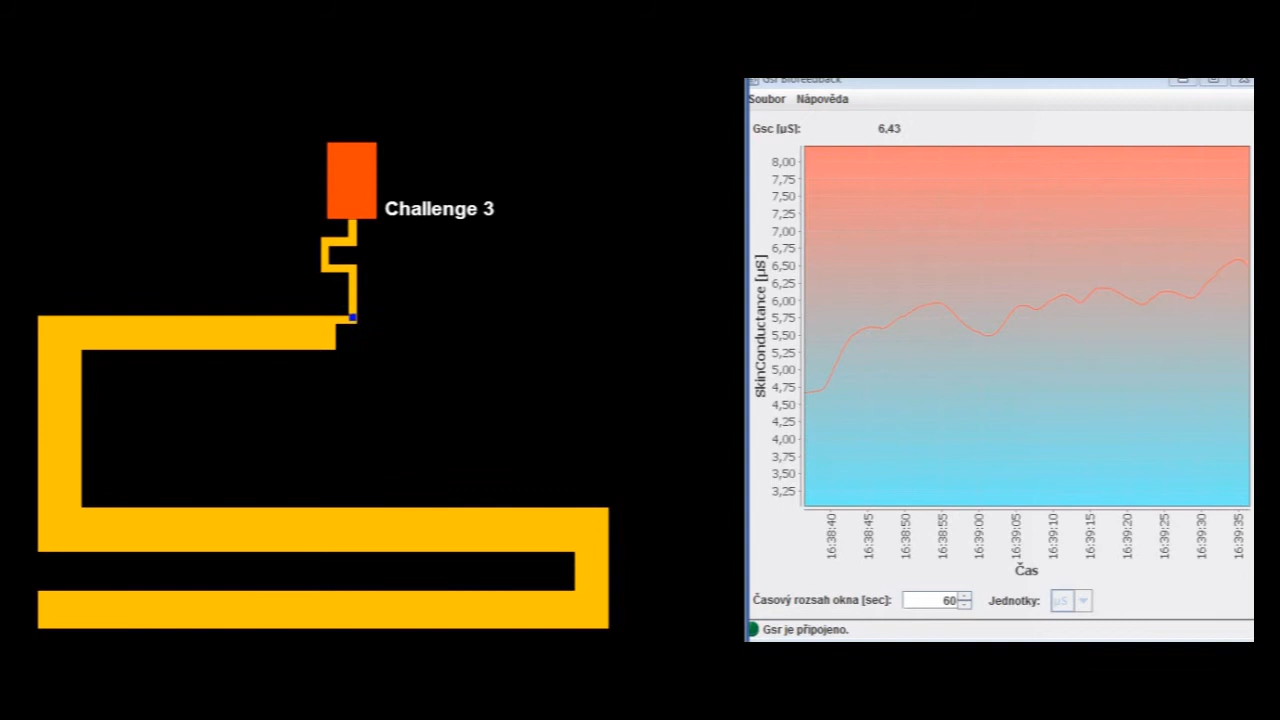 Challenge 3
Gsr Biofeedback
Soubor Nápověda
Gsc [µS]: 6,43
8,00
7,75
7,50
7,25
7,00
6,75
6,50
6,25
6,00
5,75
5,50
5,25
5,00
4,75
4,50
4,25
4,00
3,75
3,50
3,25
SkinConductance [µS]
16:38:40 16:38:45 16:38:50 16:38:55 16:39:00 16:39:05 16:39:10 16:39:15 16:39:20 16:39:25 16:39:30 16:39:35
Čas
Časový rozsah okna [sec]: 60 Jednotky: µS
Gsr je připojeno.